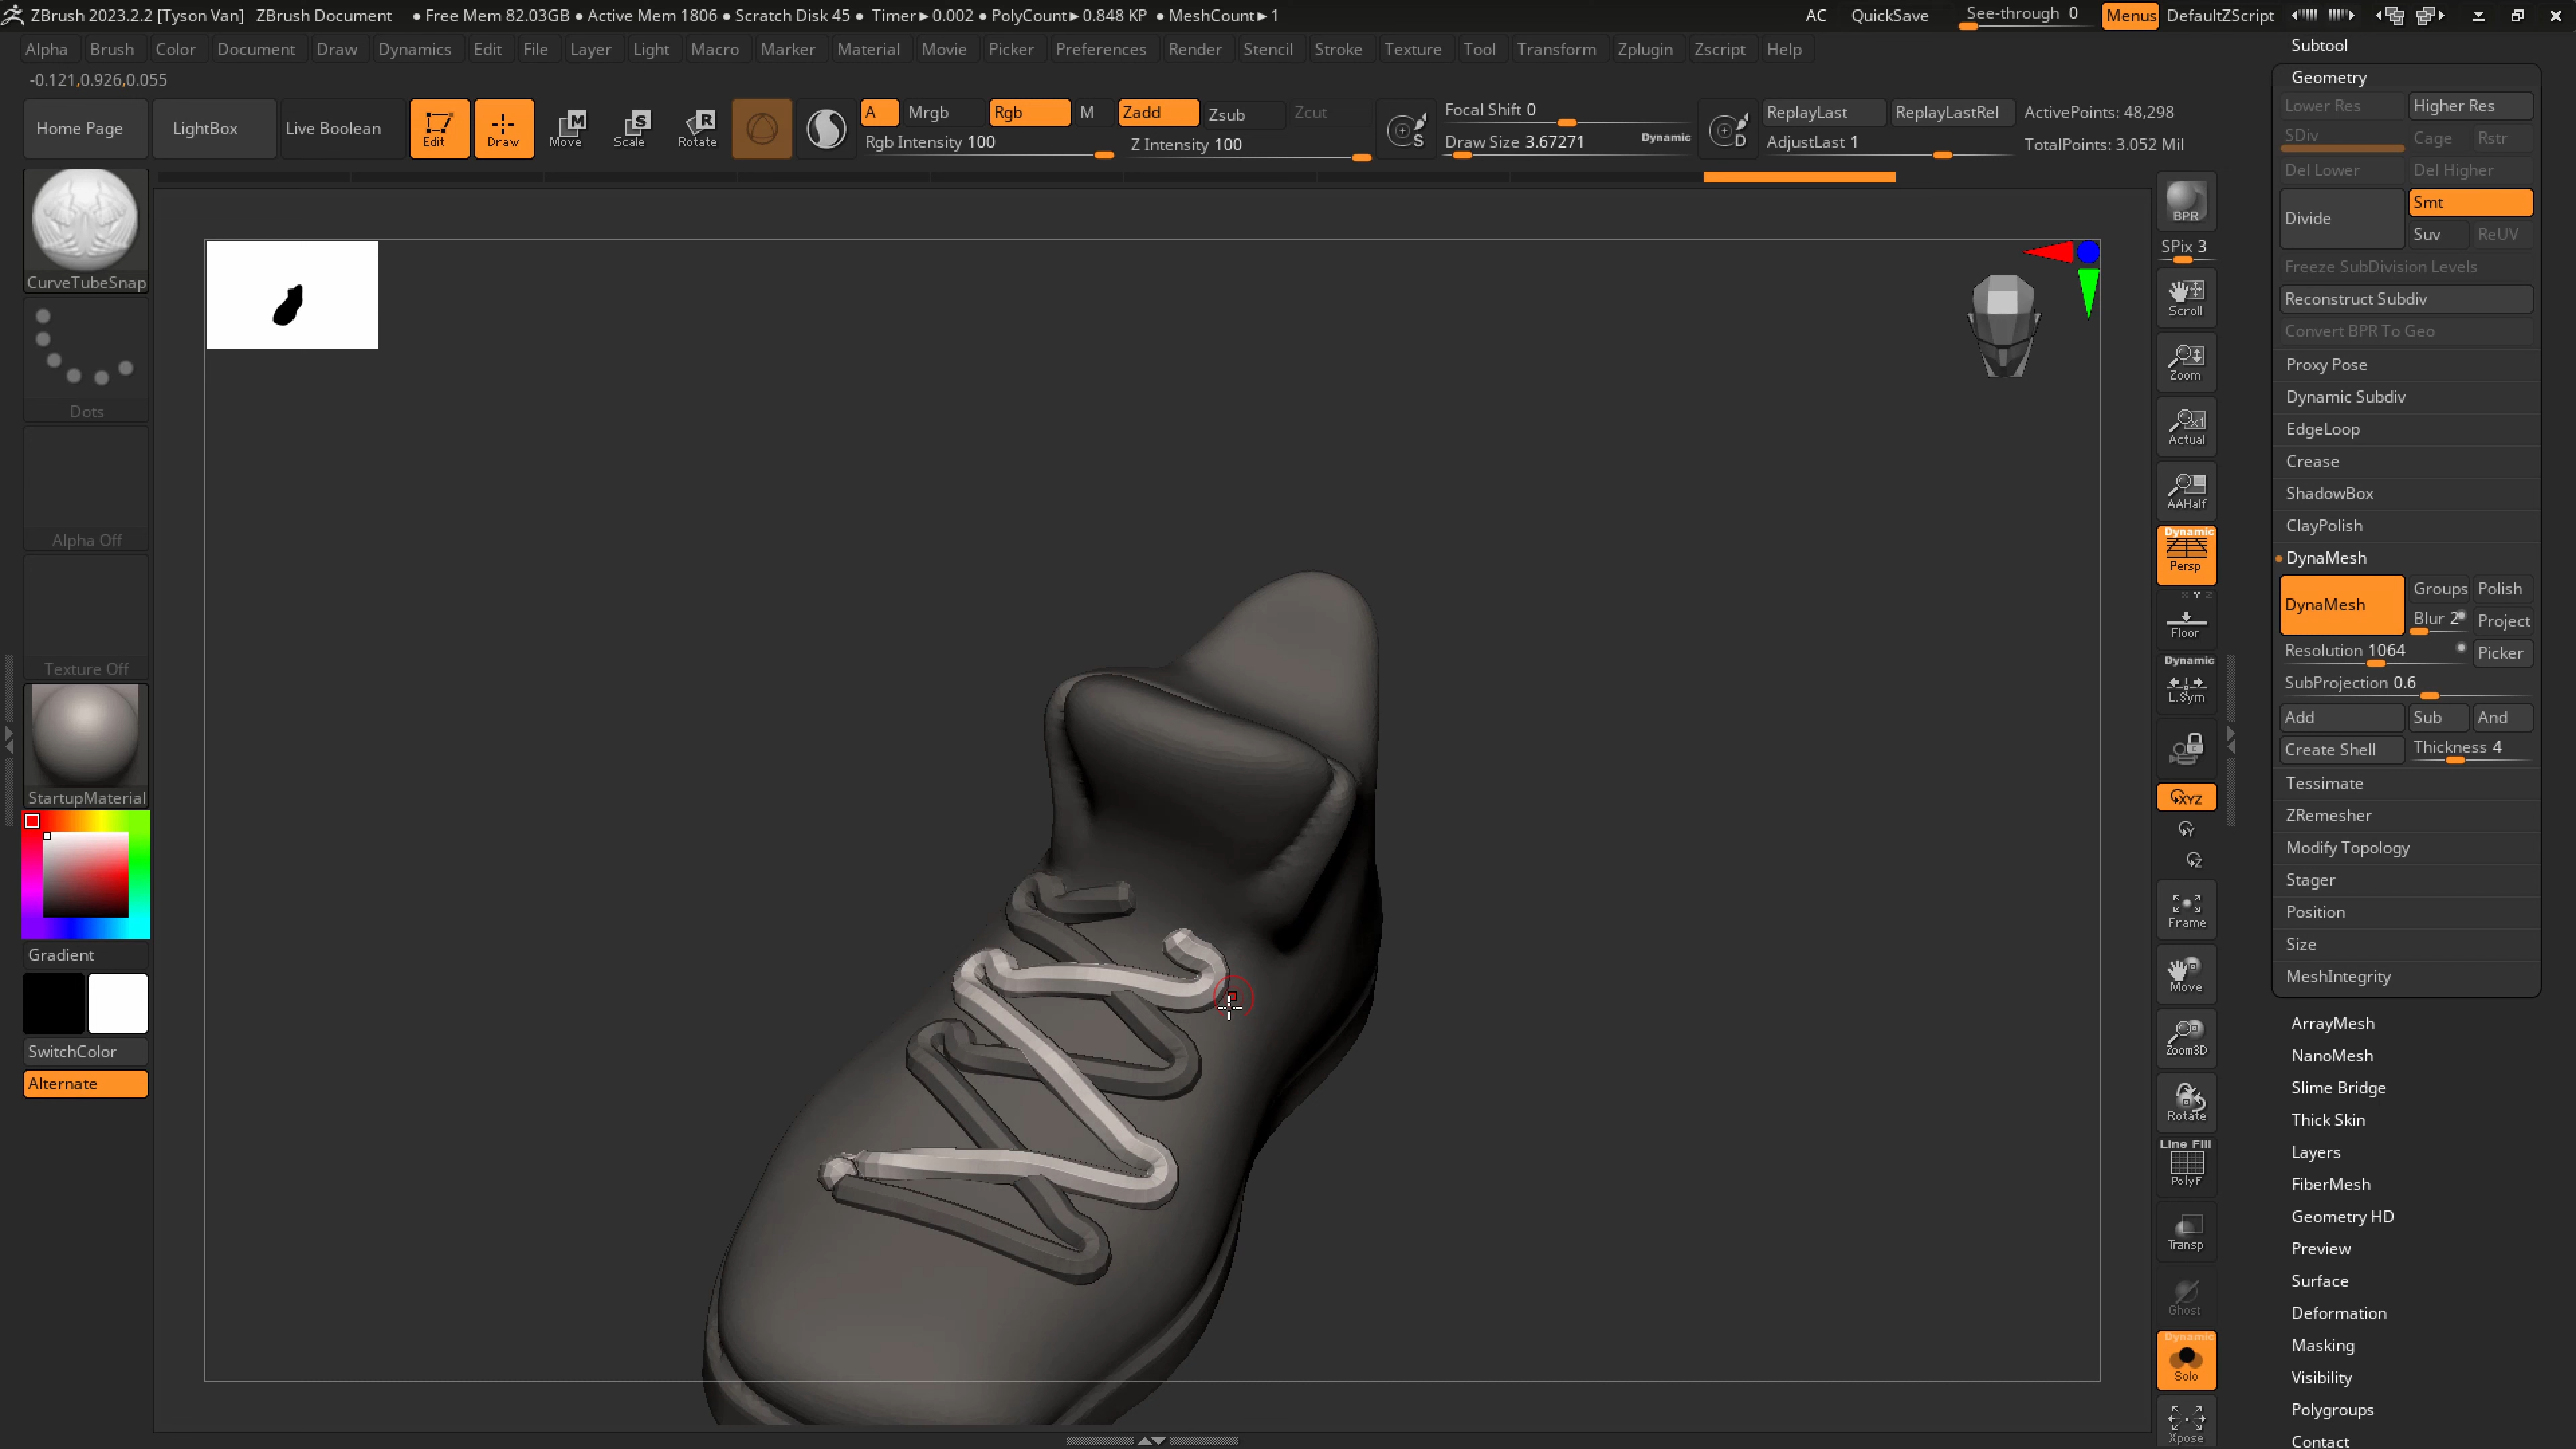 ZBrush 2023.2.2 [Tyson Van] ZBrush Document ● Free Mem 82.03GB ● Active Mem 1806 ● Scratch Disk 45 ● Timer►0.002 ● PolyCount►0.848 KP ● MeshCount►1 AC QuickSave See-through 0 Menus DefaultZScript
Alpha Brush Color Document Draw Dynamics Edit File Layer Light Macro Marker Material Movie Picker Preferences Render Stencil Stroke Texture Tool Transform Zplugin Zscript Help
-0.121,0.926,0.055
Home Page LightBox Live Boolean Edit Draw Move Scale Rotate
M S R
A Mrgb Rgb M Zadd Zsub Zcut
Rgb Intensity 100 Z Intensity 100
S Focal Shift 0
Draw Size 3.67271 Dynamic
D ReplayLast ReplayLastRel ActivePoints: 48,298
AdjustLast 1 TotalPoints: 3.052 Mil
CurveTubeSnap
Dots
Alpha Off
Texture Off
StartupMaterial
Gradient
SwitchColor
Alternate
BPR
SPix 3
Scroll
Zoom
x1
Actual
AAHalf
Dynamic
Persp
Floor
Dynamic
L.Sym
XYZ
Y
Z
Frame
Move
Zoom3D
Rotate
Line Fill
PolyF
Transp
Ghost
Dynamic
Solo
Xpose
Subtool
Geometry
Lower Res Higher Res
SDiv Cage Rstr
Del Lower Del Higher
Divide Smt
Suv ReUV
Freeze SubDivision Levels
Reconstruct Subdiv
Convert BPR To Geo
Proxy Pose
Dynamic Subdiv
EdgeLoop
Crease
ShadowBox
ClayPolish
DynaMesh
DynaMesh Groups Polish
Blur 2 Project
Resolution 1064 Picker
SubProjection 0.6
Add Sub And
Create Shell Thickness 4
Tessimate
ZRemesher
Modify Topology
Stager
Position
Size
MeshIntegrity
ArrayMesh
NanoMesh
Slime Bridge
Thick Skin
Layers
FiberMesh
Geometry HD
Preview
Surface
Deformation
Masking
Visibility
Polygroups
Contact